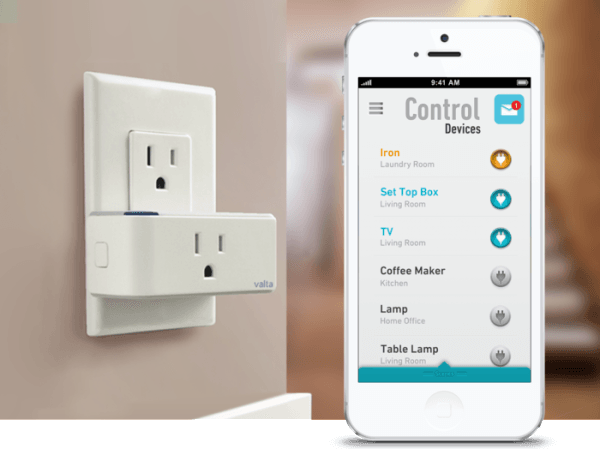 valta
9:41 AM
Control
1
Devices
Iron
Laundry Room
Set Top Box
Living Room
TV
Living Room
Coffee Maker
Kitchen
Lamp
Home Office
Table Lamp
Living Room